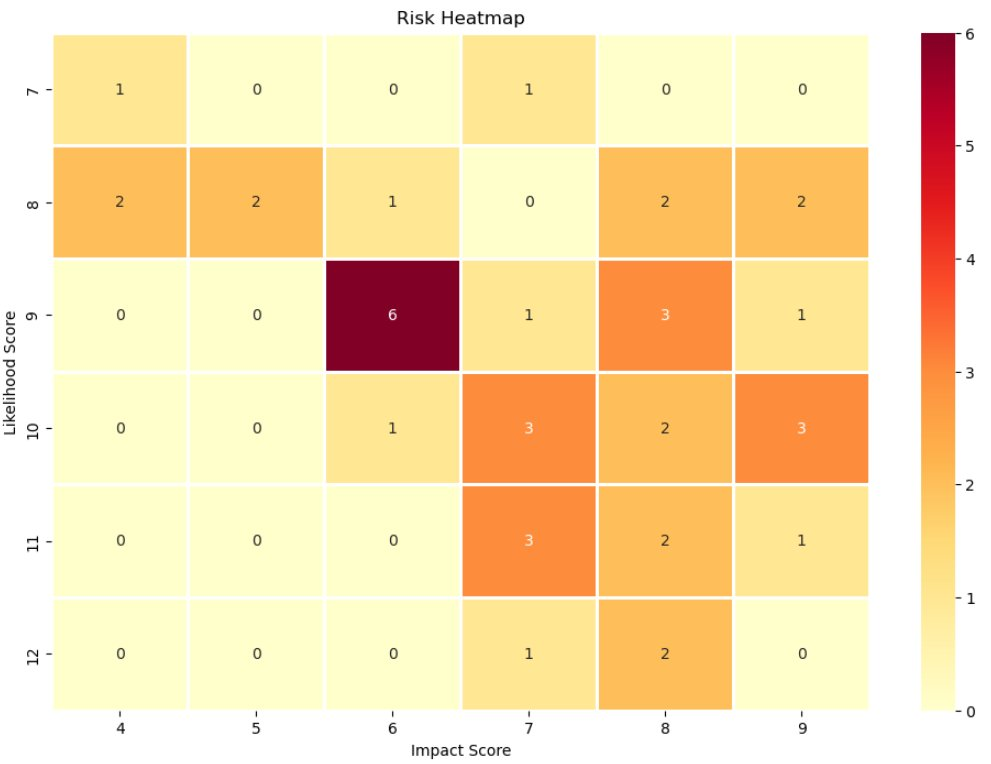 Risk Heatmap
7 1 0 0 1 0 0
8 2 2 1 0 2 2
9 0 0 6 1 3 1
10 0 0 1 3 2 3
11 0 0 0 3 2 1
12 0 0 0 1 2 0
4 5 6 7 8 9
Likelihood Score
Impact Score
6
5
4
3
2
1
0